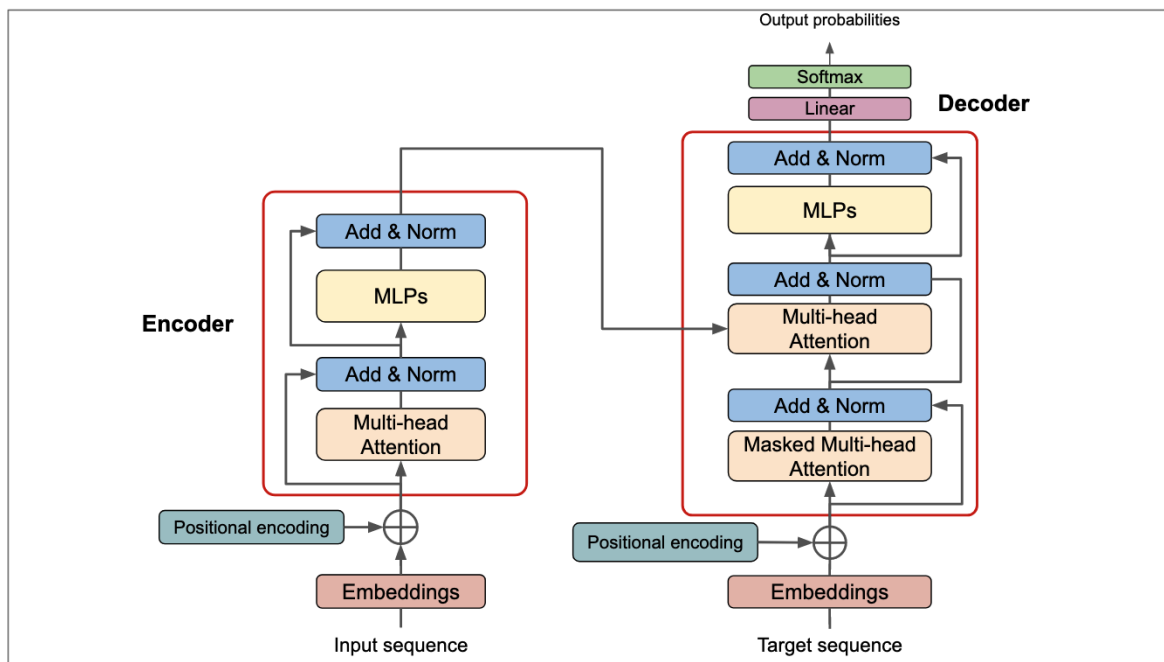 Output probabilities
Softmax
Linear
Decoder
Add & Norm
MLPs
Add & Norm
Multi-head
Attention
Add & Norm
Masked Multi-head
Attention
Positional encoding
Embeddings
Target sequence
Encoder
Add & Norm
MLPs
Add & Norm
Multi-head
Attention
Positional encoding
Embeddings
Input sequence